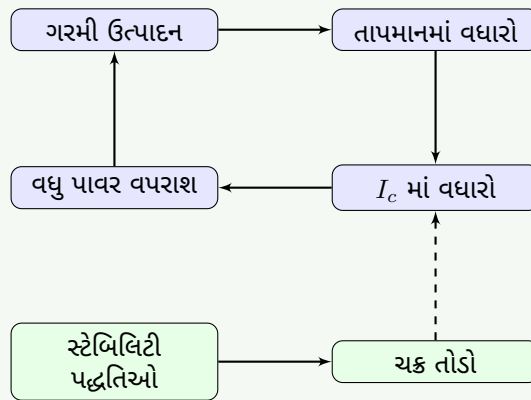 ગરમી ઉત્પાદન
તાપમાનમાં વધારો
વધુ પાવર વપરાશ
I_c માં વધારો
સ્ટેબિલિટી
પદ્ધતિઓ
ચક્ર તોડો